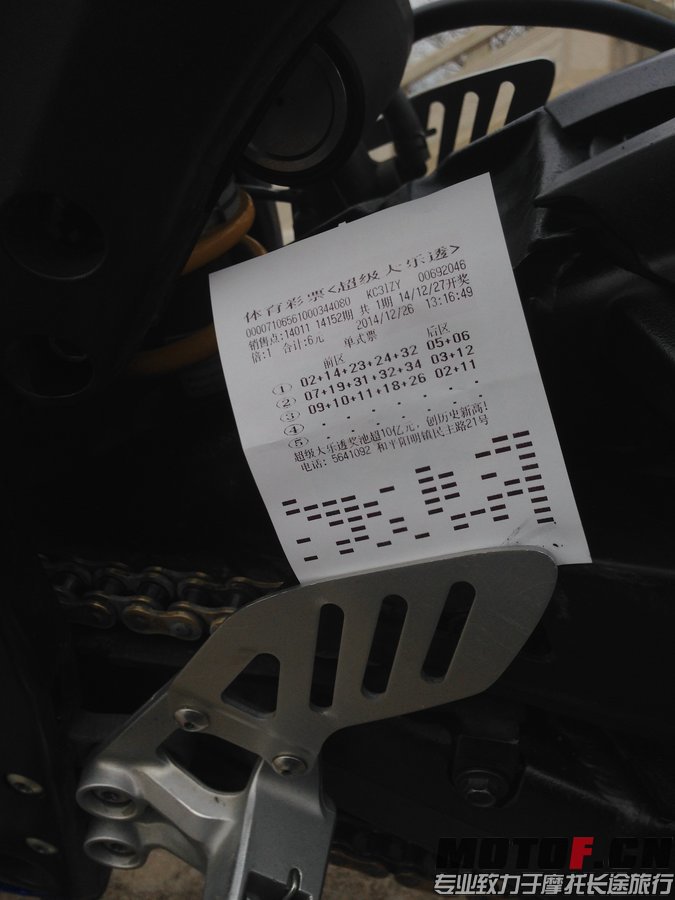 体育彩票<超级大乐透>
00007106561000344080 KC3IZY 00692046
销售点:14011 14152期 共 1期 14/12/27开奖
倍:1 合计:6元 2014/12/26 13:16:49
单式票
前区 后区
① 02+14+23+24+32 05+06
② 07+19+31+32+34 03+12
③ 09+10+11+18+26 02+11
④ . . . . . . .
⑤ . . . . . . .
超级大乐透奖池超10亿元，创历史新高!
电话: 5641092 和平阳明镇民主路21号
MOTOF.CN
专业致力于摩托长途旅行